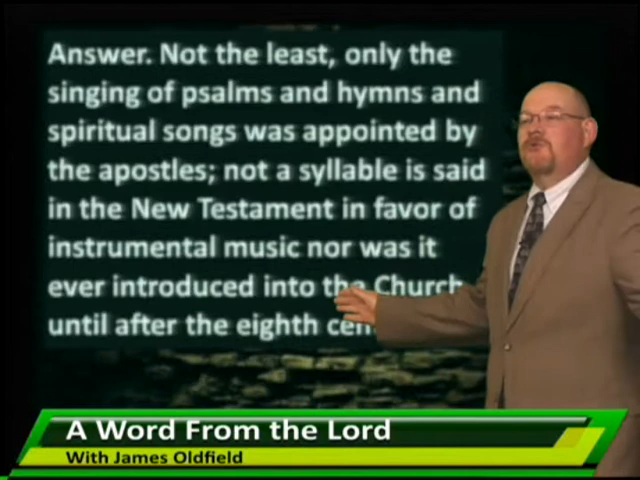 Answer. Not the least, only the
singing of psalms and hymns and
spiritual songs was appointed by
the apostles; not a syllable is said
in the New Testament in favor of
instrumental music nor was it
ever introduced into the Church
until after the eighth
A Word From the Lord
With James Oldfield